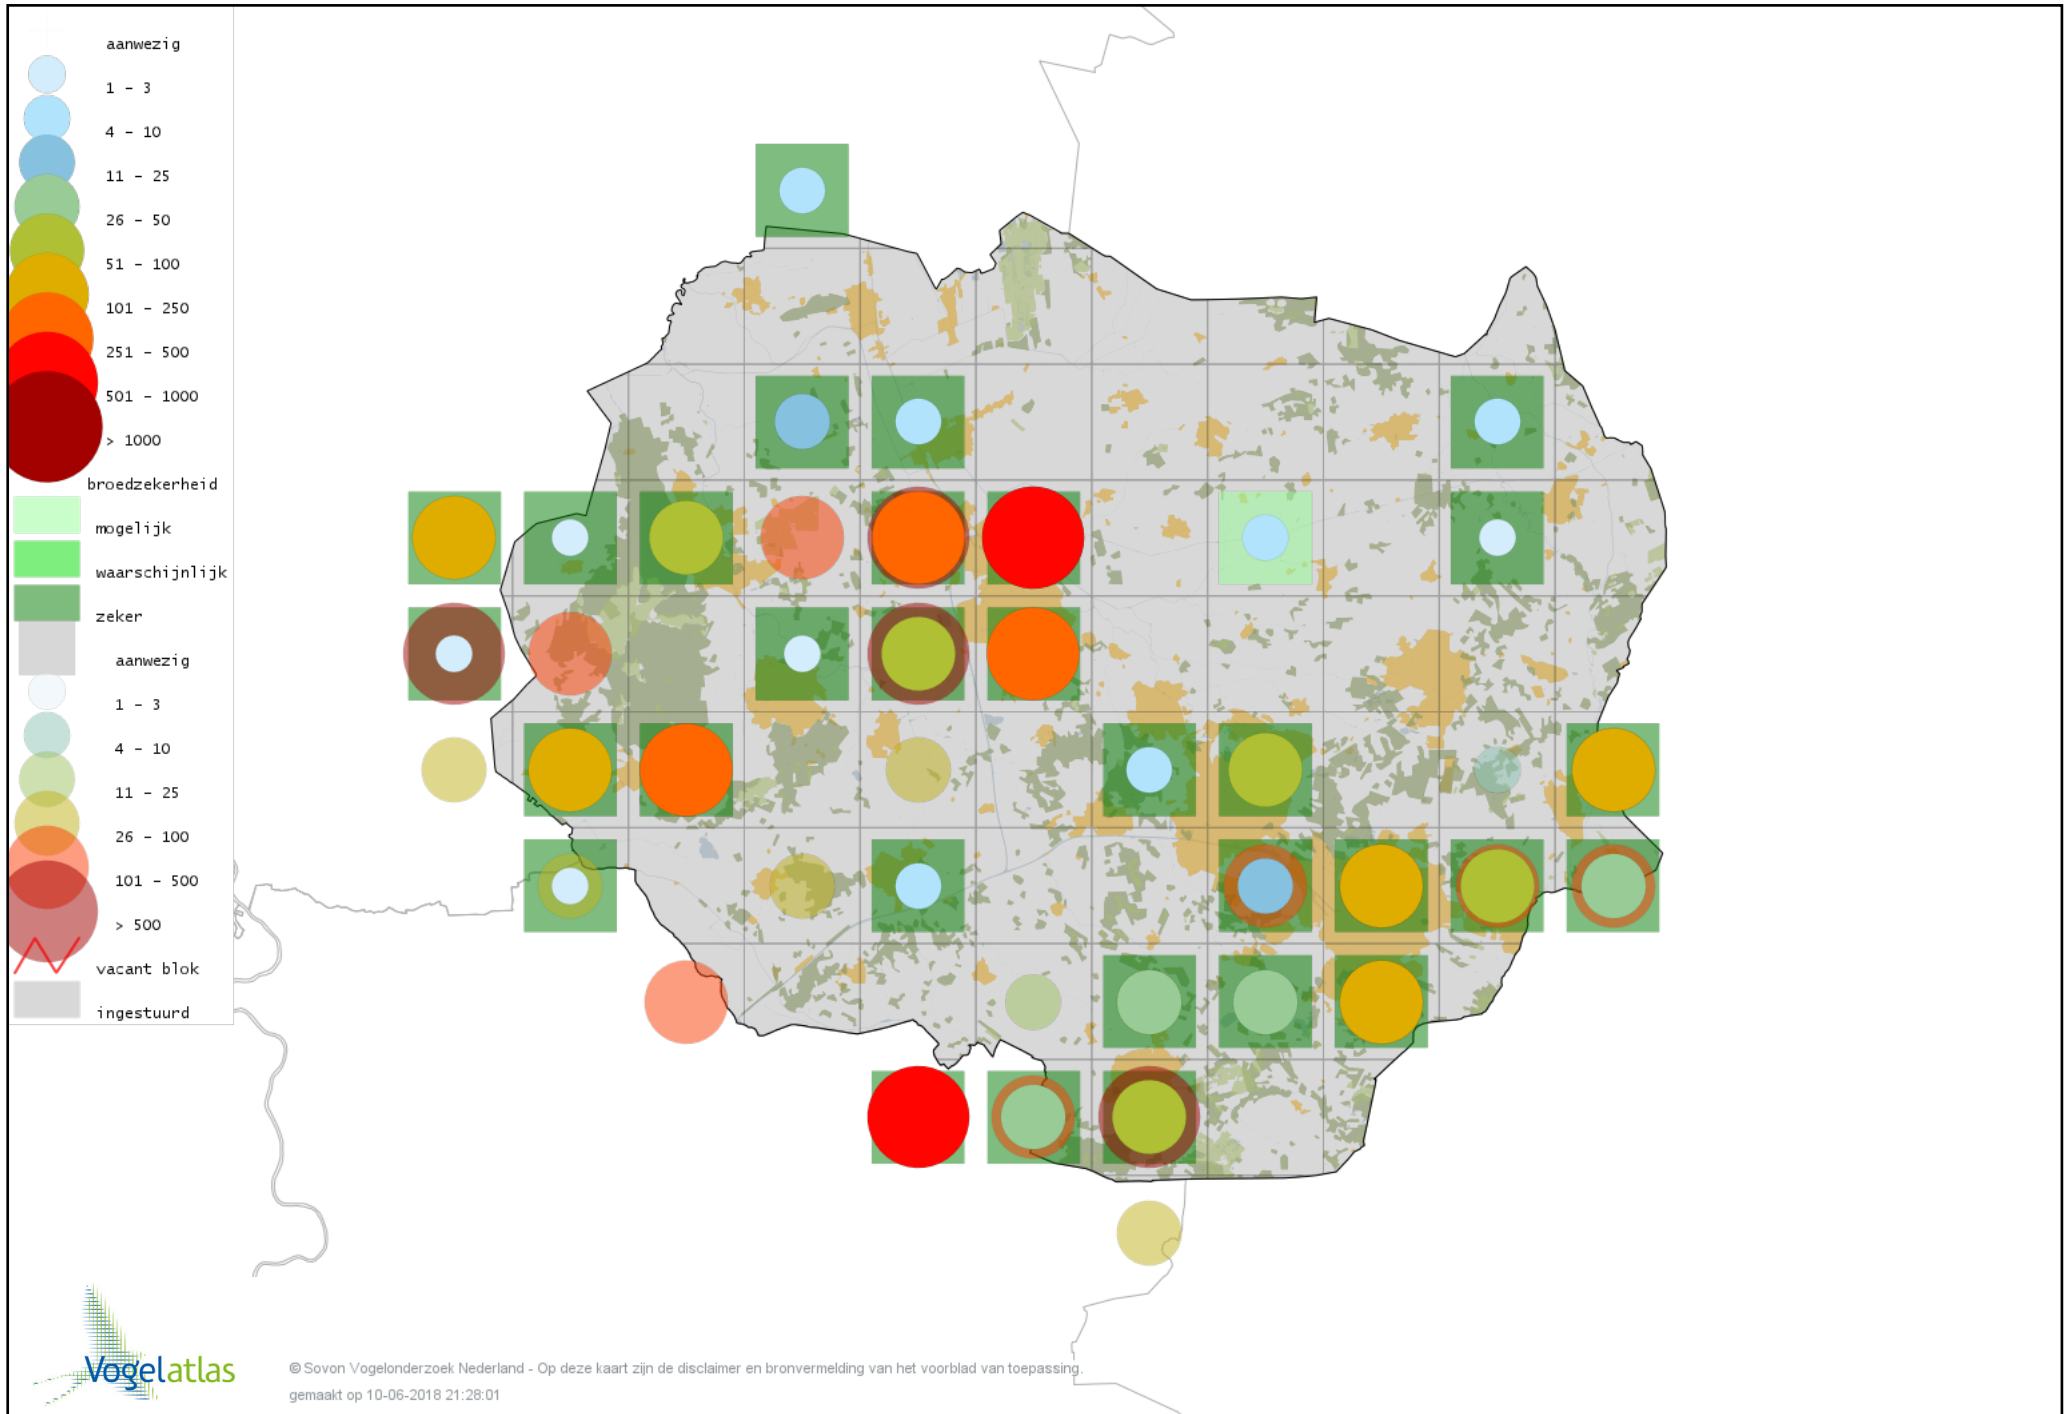 aanwezig
1 - 3
4 - 10
11 - 25
26 - 50
51 - 100
101 - 250
251 - 500
501 - 1000
> 1000
broedzekerheid
mogelijk
waarschijnlijk
zeker
aanwezig
1 - 3
4 - 10
11 - 25
26 - 100
101 - 500
> 500
vacant blok
ingestuurd
Vogelatlas
© Sovon Vogelonderzoek Nederland - Op deze kaart zijn de disclaimer en bronvermelding van het voorblad van toepassing.
gemaakt op 10-06-2018 21:28:01